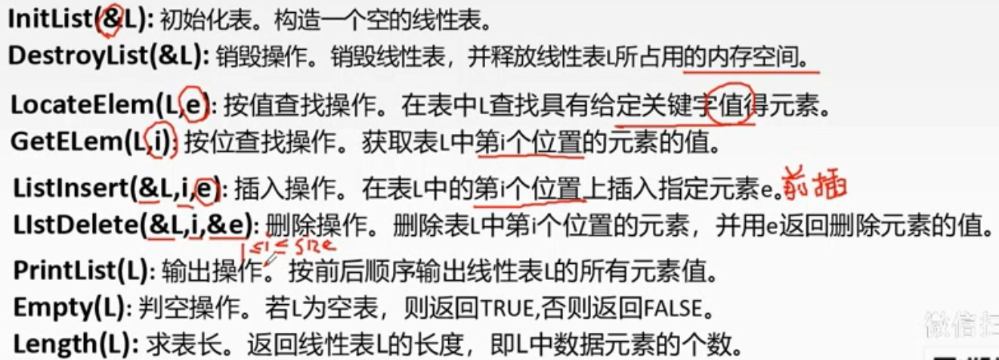 InitList(&L): 初始化表。构造一个空的线性表。
DestroyList(&L): 销毁操作。销毁线性表，并释放线性表L所占用的内存空间。
LocateElem(L,e): 按值查找操作。在表中L查找具有给定关键字值得元素。
GetELem(L,i): 按位查找操作。获取表L中第i个位置的元素的值。
ListInsert(&L,i,e): 插入操作。在表L中的第i个位置上插入指定元素e。前插
LIstDelete(&L,i,&e): 删除操作。删除表L中第i个位置的元素，并用e返回删除元素的值。
1≤i≤size
PrintList(L): 输出操作。按前后顺序输出线性表L的所有元素值。
Empty(L): 判空操作。若L为空表，则返回TRUE,否则返回FALSE。
Length(L): 求表长。返回线性表L的长度，即L中数据元素的个数。
微信扫